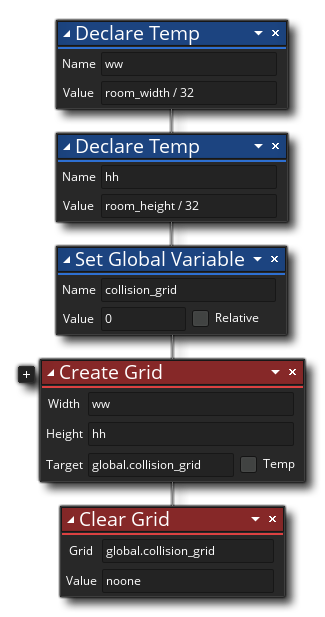 Declare Temp
Name ww
Value room_width / 32
Declare Temp
Name hh
Value room_height / 32
Set Global Variable
Name collision_grid
Value 0 Relative
Create Grid
Width ww
Height hh
Target global.collision_grid Temp
Clear Grid
Grid global.collision_grid
Value noone